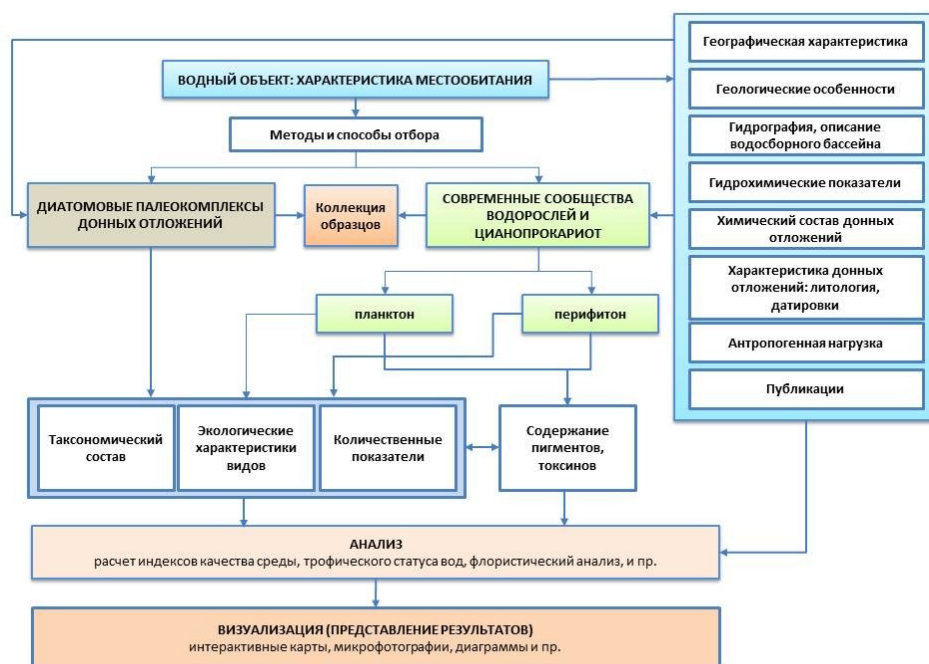 ВОДНЫЙ ОБЪЕКТ: ХАРАКТЕРИСТИКА МЕСТООБИТАНИЯ
Методы и способы отбора
ДИАТОМОВЫЕ ПАЛЕОКОМПЛЕКСЫ
ДОННЫХ ОТЛОЖЕНИЙ
Коллекция
образцов
СОВРЕМЕННЫЕ СООБЩЕСТВА
ВОДОРОСЛЕЙ И
ЦИАНОПРОКАРИОТ
планктон
перифитон
Таксономический
состав
Экологические
характеристики
видов
Количественные
показатели
Содержание
пигментов,
токсинов
Географическая характеристика
Геологические особенности
Гидрография, описание
водосборного бассейна
Гидрохимические показатели
Химический состав донных
отложений
Характеристика донных
отложений: литология,
датировки
Антропогенная нагрузка
Публикации
АНАЛИЗ
расчет индексов качества среды, трофического статуса вод, флористический анализ, и пр.
ВИЗУАЛИЗАЦИЯ (ПРЕДСТАВЛЕНИЕ РЕЗУЛЬТАТОВ)
интерактивные карты, микрофотографии, диаграммы и пр.